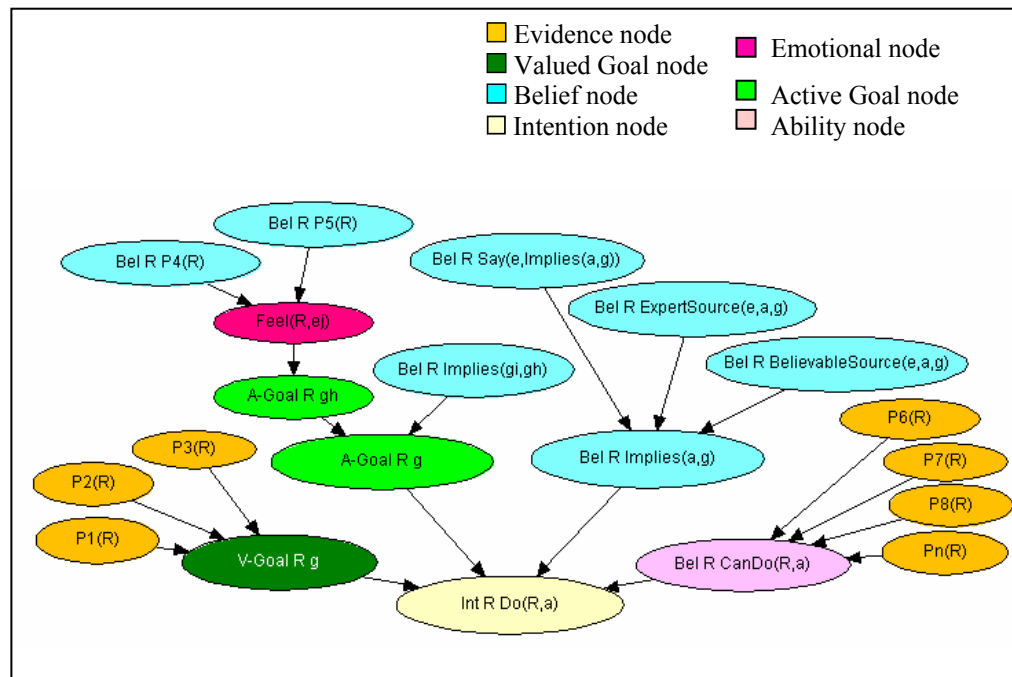 Evidence node
Emotional node
Valued Goal node
Belief node
Active Goal node
Intention node
Ability node
Bel R P5(R)
Bel R P4(R)
Bel R Say(e,Implies(a,g))
Feel(R,ej)
Bel R ExpertSource(e,a,g)
Bel R Implies(gi,gh)
Bel R BelievableSource(e,a,g)
A-Goal R gh
P6(R)
P3(R)
A-Goal R g
Bel R Implies(a,g)
P7(R)
P2(R)
P8(R)
P1(R)
V-Goal R g
Bel R CanDo(R,a)
Pn(R)
Int R Do(R,a)